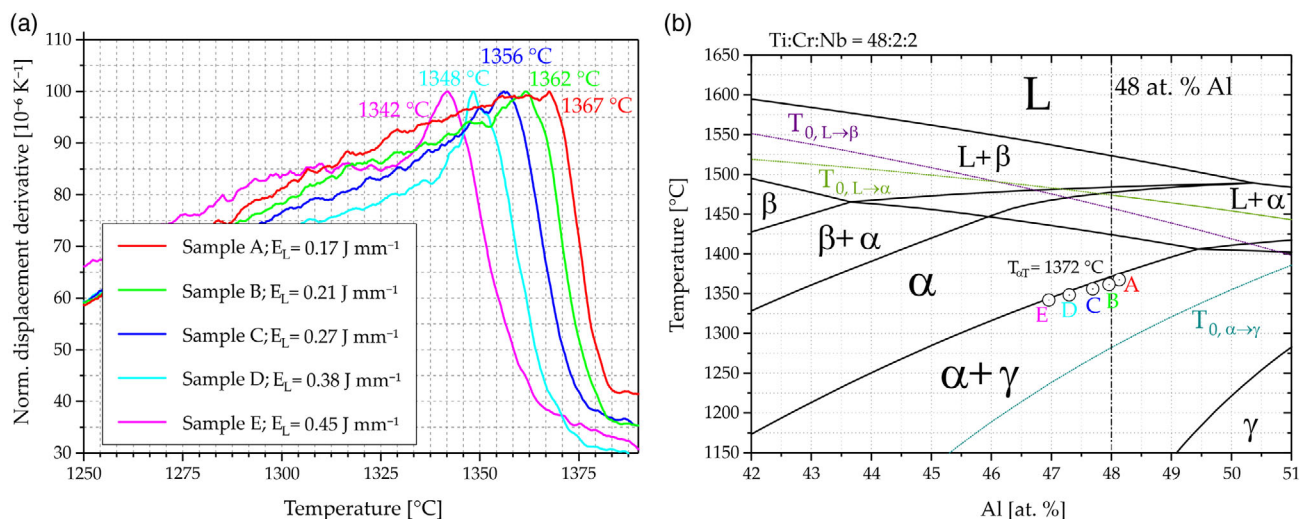 (a)
100
90
80
70
60
50
40
30
1250
1275
1300
1325
1350
1375
Norm. displacement derivative [10⁻⁶ K⁻¹]
Temperature [°C]
1342 °C
1348 °C
1356 °C
1362 °C
1367 °C
Sample A; E_L = 0.17 J mm⁻¹
Sample B; E_L = 0.21 J mm⁻¹
Sample C; E_L = 0.27 J mm⁻¹
Sample D; E_L = 0.38 J mm⁻¹
Sample E; E_L = 0.45 J mm⁻¹
(b)
Ti:Cr:Nb = 48:2:2
1650
1600
1550
1500
1450
1400
1350
1300
1250
1200
1150
42
43
44
45
46
47
48
49
50
51
Temperature [°C]
Al [at. %]
L
48 at. % Al
T0, L→β
L+β
T0, L→α
L+α
β
β+α
α
TαT= 1372 °C
A
B
C
D
E
T0, α→γ
α+γ
γ